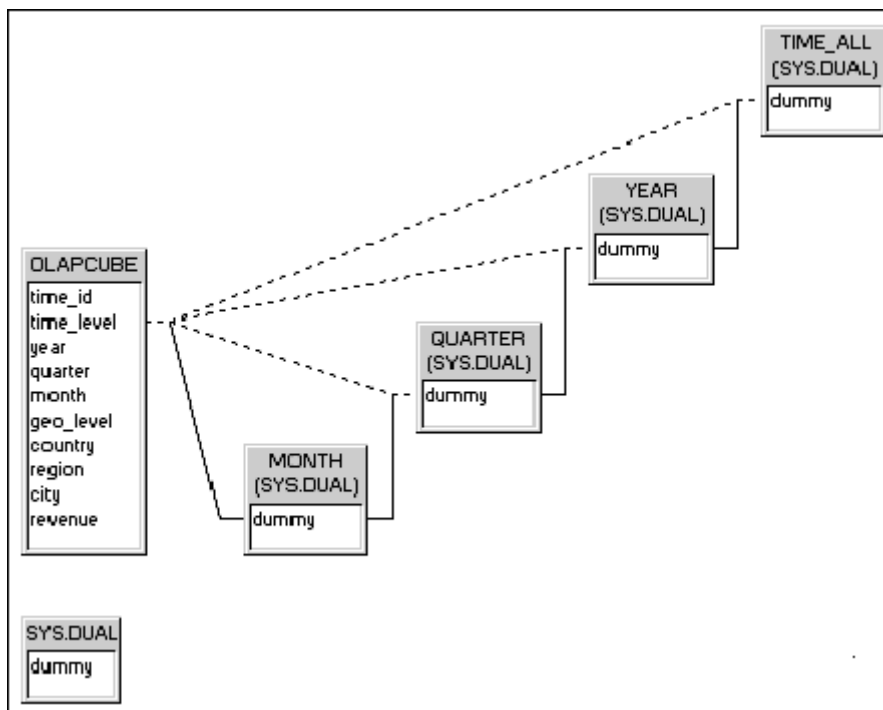 TIME_ALL
(SYS.DUAL)
dummy
YEAR
(SYS.DUAL)
dummy
OLAPCUBE
time_id
time_level
year
quarter
month
geo_level
country
region
city
revenue
QUARTER
(SYS.DUAL)
dummy
MONTH
(SYS.DUAL)
dummy
SYS.DUAL
dummy